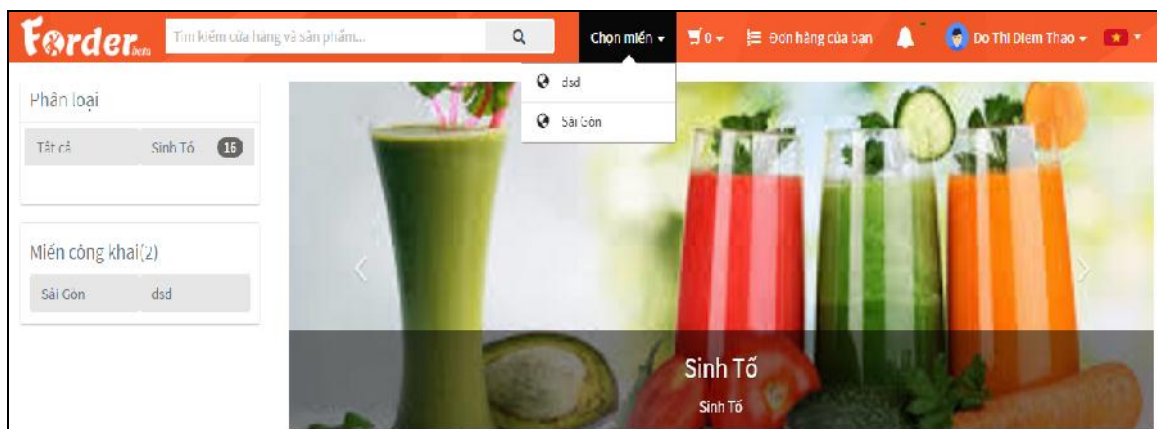 Forder beta
Tìm kiếm cửa hàng và sản phẩm...
Chọn miền
0
Đơn hàng của bạn
Do Thi Diem Thao
dsd
Sài Gòn
Phân loại
Tất cả
Sinh Tố 16
Miền công khai(2)
Sài Gòn
dsd
Sinh Tố
Sinh Tố